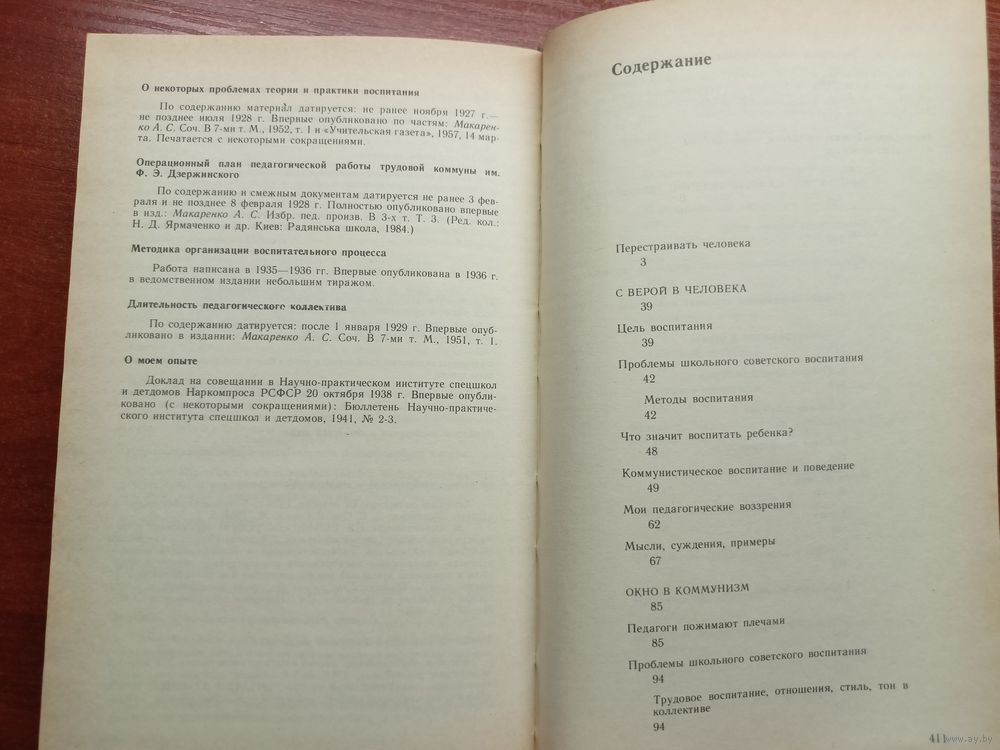 О некоторых проблемах теории и практики воспитания
По содержанию материал датируется: не ранее ноября 1927 г.—
не позднее июля 1928 г. Впервые опубликовано по частям: Макарен-
ко А. С. Соч. В 7-ми т. М., 1952, т. 1 и «Учительская газета», 1957, 14 мар-
та. Печатается с некоторыми сокращениями.
Операционный план педагогической работы трудовой коммуны им.
Ф. Э. Дзержинского
По содержанию и смежным документам датируется не ранее 3 фев-
раля и не позднее 8 февраля 1928 г. Полностью опубликовано впервые
в изд.: Макаренко А. С. Избр. пед. произв. В 3-х т. Т. 3. (Ред. кол.:
Н. Д. Ярмаченко и др. Киев: Радянська школа, 1984.)
Методика организации воспитательного процесса
Работа написана в 1935—1936 гг. Впервые опубликована в 1936 г.
в ведомственном издании небольшим тиражом.
Длительность педагогического коллектива
По содержанию датируется: после 1 января 1929 г. Впервые опуб-
ликовано в издании: Макаренко А. С. Соч. В 7-ми т. М., 1951, т. 1.
О моем опыте
Доклад на совещании в Научно-практическом институте спецшкол
и детдомов Наркомпроса РСФСР 20 октября 1938 г. Впервые опубли-
ковано (с некоторыми сокращениями): Бюллетень Научно-практиче-
ского института спецшкол и детдомов, 1941, № 2-3.
Содержание
Перестраивать человека
3
С ВЕРОЙ В ЧЕЛОВЕКА
39
Цель воспитания
39
Проблемы школьного советского воспитания
42
Методы воспитания
42
Что значит воспитать ребенка?
48
Коммунистическое воспитание и поведение
49
Мои педагогические воззрения
62
Мысли, суждения, примеры
67
ОКНО В КОММУНИЗМ
85
Педагоги пожимают плечами
85
Проблемы школьного советского воспитания
94
Трудовое воспитание, отношения, стиль, тон в
коллективе
94
411
www.ay.by